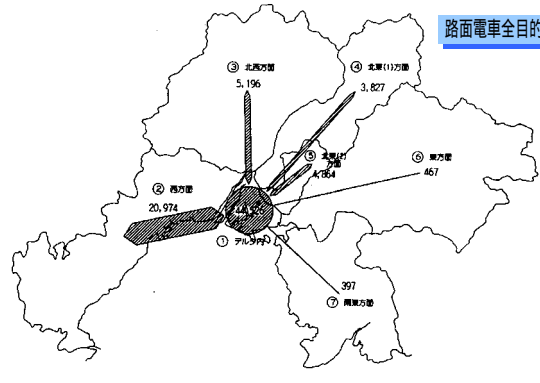 路面電車全目的
③ 北西方面
5,196
④ 北東(1)方面
3,827
⑤ 北東(2)
方面
4,864
⑥ 東方面
467
② 西方面
20,974
① デルタ内
397
⑦ 南東方面